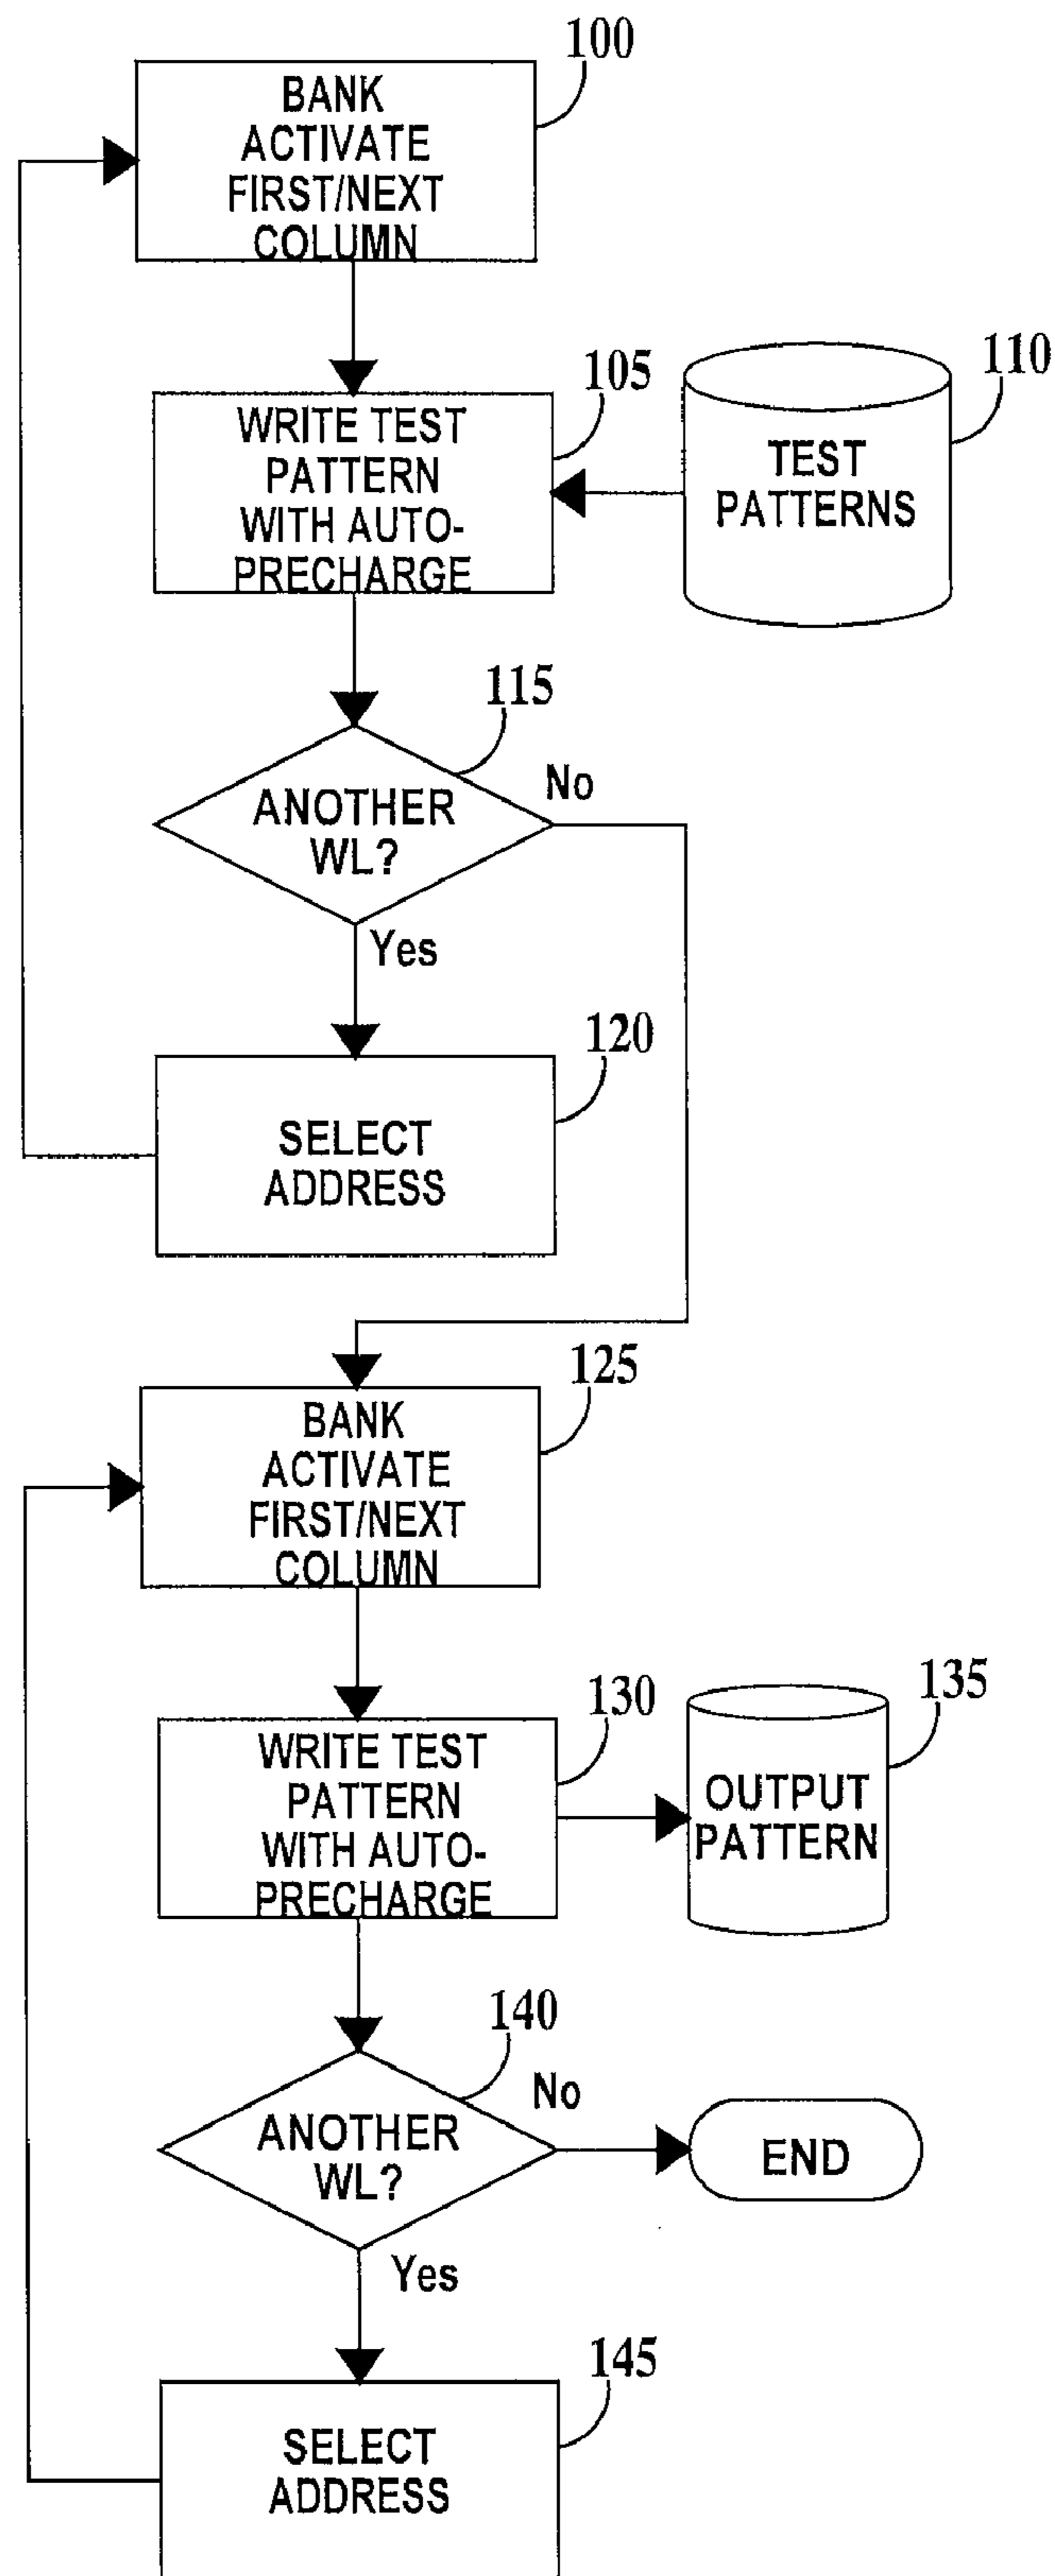 100
BANK
ACTIVATE
FIRST/NEXT
COLUMN
105
WRITE TEST
PATTERN
WITH AUTO-
PRECHARGE
110
TEST
PATTERNS
115
ANOTHER
WL?
No
Yes
120
SELECT
ADDRESS
125
BANK
ACTIVATE
FIRST/NEXT
COLUMN
130
WRITE TEST
PATTERN
WITH AUTO-
PRECHARGE
135
OUTPUT
PATTERN
140
ANOTHER
WL?
No
END
Yes
145
SELECT
ADDRESS